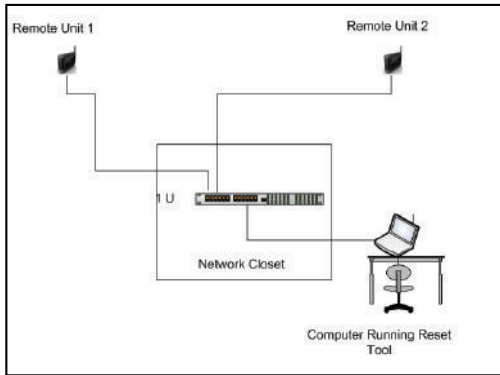 Remote Unit 1
Remote Unit 2
1 U
Network Closet
Computer Running Reset
Tool